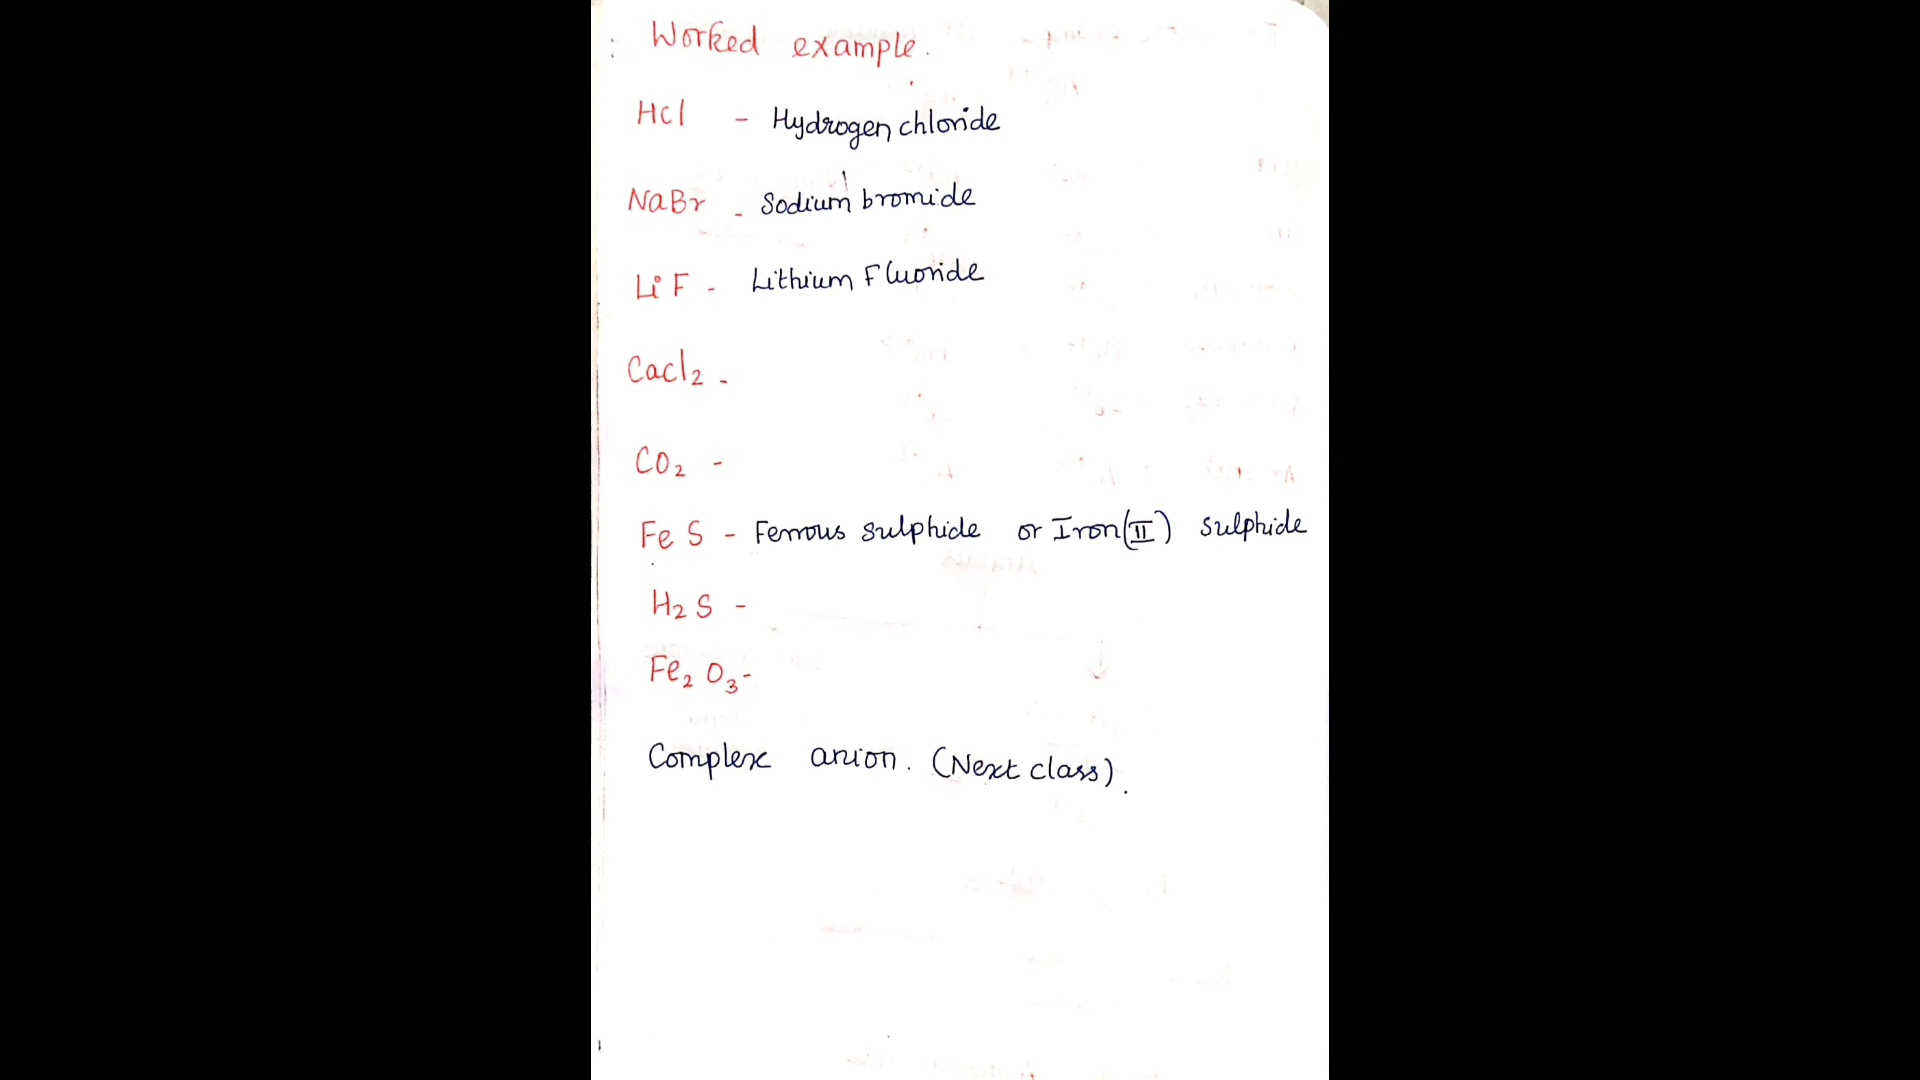 Worked example.
HCl - Hydrogen chloride
NaBr - Sodium bromide
LiF - Lithium Fluoride
Cacl₂ -
CO₂ -
FeS - Ferrous sulphide or Iron(II) sulphide
H₂S -
Fe₂O₃ -
Complex anion. (Next class).